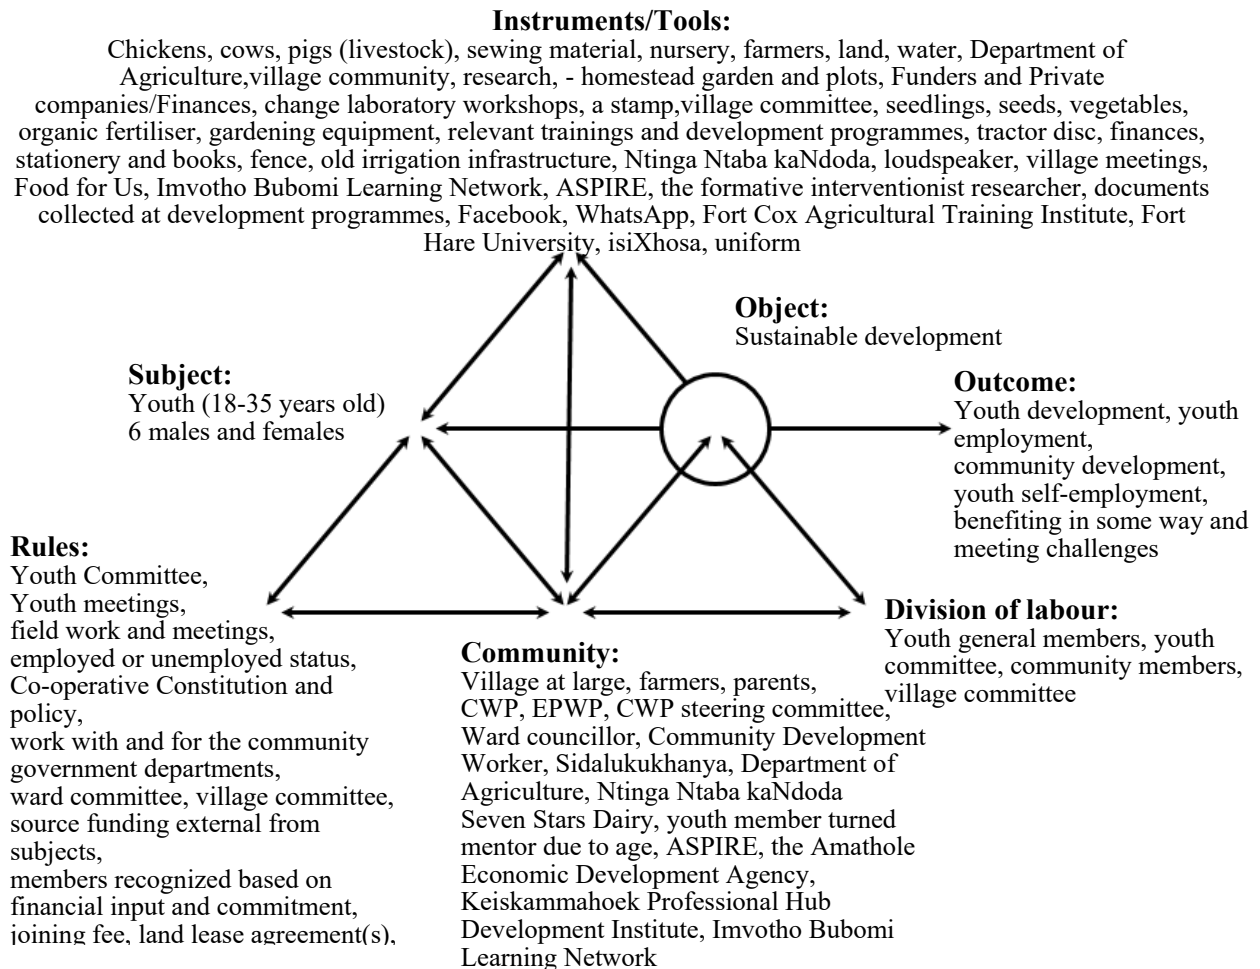 Instruments/Tools:
Chickens, cows, pigs (livestock), sewing material, nursery, farmers, land, water, Department of
Agriculture,village community, research, - homestead garden and plots, Funders and Private
companies/Finances, change laboratory workshops, a stamp,village committee, seedlings, seeds, vegetables,
organic fertiliser, gardening equipment, relevant trainings and development programmes, tractor disc, finances,
stationery and books, fence, old irrigation infrastructure, Ntinga Ntaba kaNdoda, loudspeaker, village meetings,
Food for Us, Imvotho Bubomi Learning Network, ASPIRE, the formative interventionist researcher, documents
collected at development programmes, Facebook, WhatsApp, Fort Cox Agricultural Training Institute, Fort
Hare University, isiXhosa, uniform
Object:
Sustainable development
Subject:
Youth (18-35 years old)
6 males and females
Outcome:
Youth development, youth
employment,
community development,
youth self-employment,
benefiting in some way and
meeting challenges
Rules:
Youth Committee,
Youth meetings,
field work and meetings,
employed or unemployed status,
Co-operative Constitution and
policy,
work with and for the community
government departments,
ward committee, village committee,
source funding external from
subjects,
members recognized based on
financial input and commitment,
joining fee, land lease agreement(s),
Community:
Village at large, farmers, parents,
CWP, EPWP, CWP steering committee,
Ward councillor, Community Development
Worker, Sidalukukhanya, Department of
Agriculture, Ntinga Ntaba kaNdoda
Seven Stars Dairy, youth member turned
mentor due to age, ASPIRE, the Amathole
Economic Development Agency,
Keiskammahoek Professional Hub
Development Institute, Imvotho Bubomi
Learning Network
Division of labour:
Youth general members, youth
committee, community members,
village committee